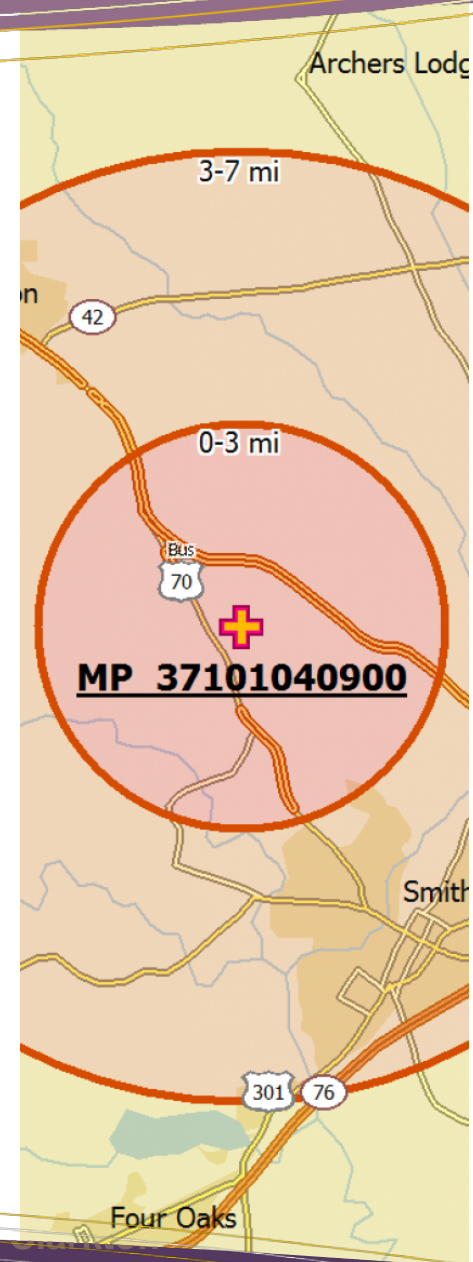 Archers Lodg
3-7 mi
on
42
0-3 mi
Bus
70
MP 37101040900
Smith
301
76
Four Oaks